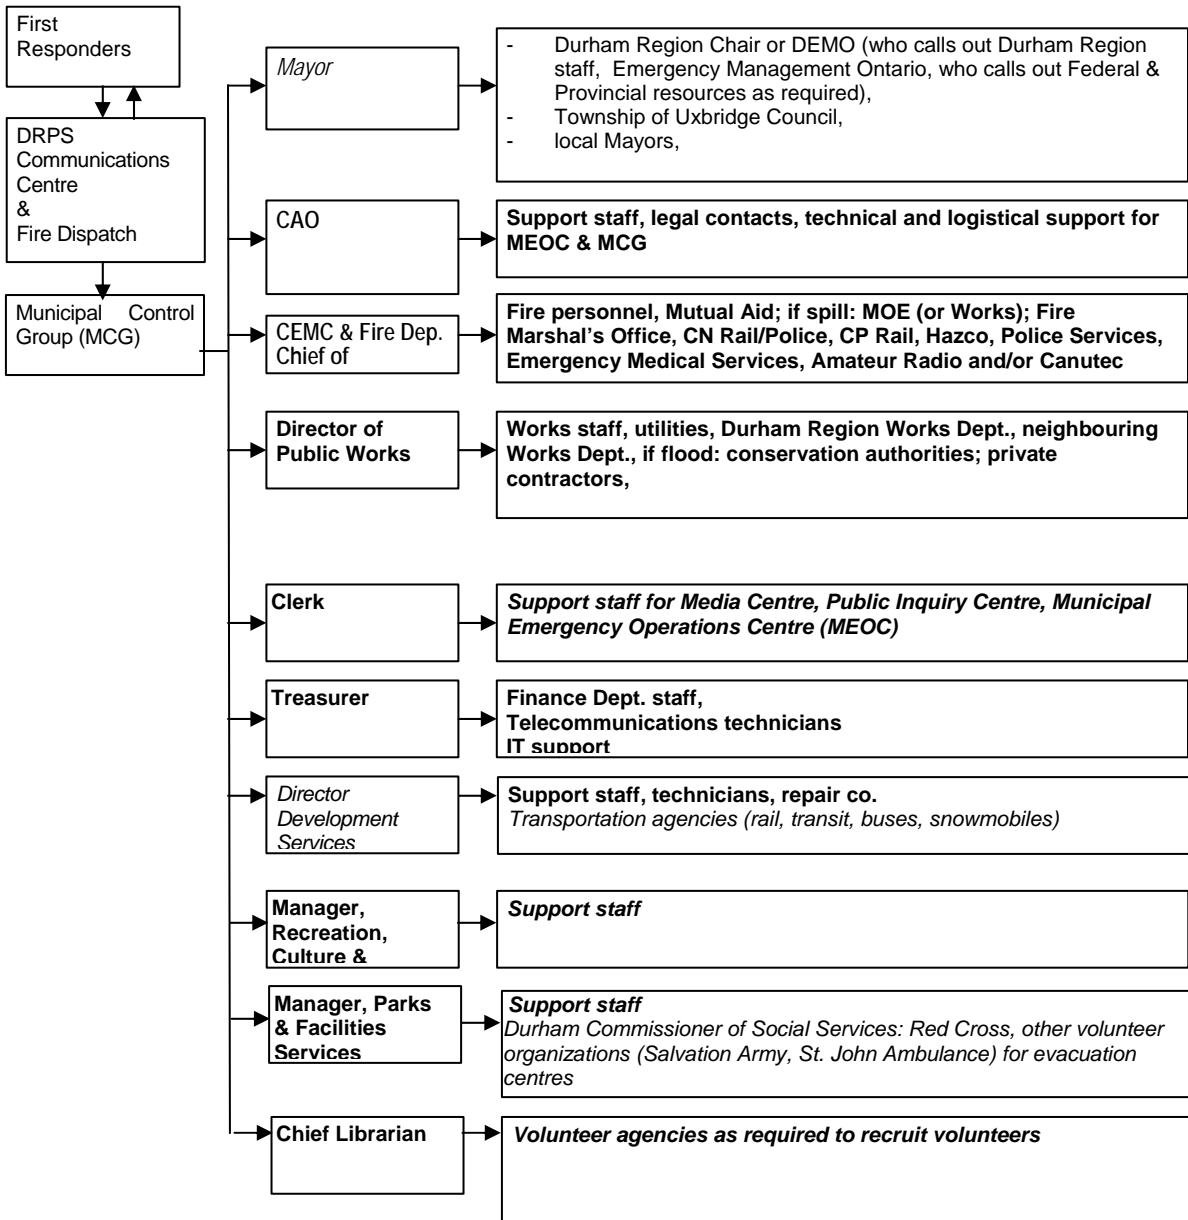 First
Responders
DRPS
Communications
Centre
&
Fire Dispatch
Municipal Control
Group (MCG)
Mayor
- Durham Region Chair or DEMO (who calls out Durham Region
staff, Emergency Management Ontario, who calls out Federal &
Provincial resources as required),
- Township of Uxbridge Council,
- local Mayors,
CAO
Support staff, legal contacts, technical and logistical support for
MEOC & MCG
CEMC & Fire Dep.
Chief of
Fire personnel, Mutual Aid; if spill: MOE (or Works); Fire
Marshal's Office, CN Rail/Police, CP Rail, Hazco, Police Services,
Emergency Medical Services, Amateur Radio and/or Canutec
Director of
Public Works
Works staff, utilities, Durham Region Works Dept., neighbouring
Works Dept., if flood: conservation authorities; private
contractors,
Clerk
Support staff for Media Centre, Public Inquiry Centre, Municipal
Emergency Operations Centre (MEOC)
Treasurer
Finance Dept. staff,
Telecommunications technicians
IT support
Director
Development
Services
Support staff, technicians, repair co.
Transportation agencies (rail, transit, buses, snowmobiles)
Manager,
Recreation,
Culture &
Support staff
Manager, Parks
& Facilities
Services
Support staff
Durham Commissioner of Social Services: Red Cross, other volunteer
organizations (Salvation Army, St. John Ambulance) for evacuation
centres
Chief Librarian
Volunteer agencies as required to recruit volunteers